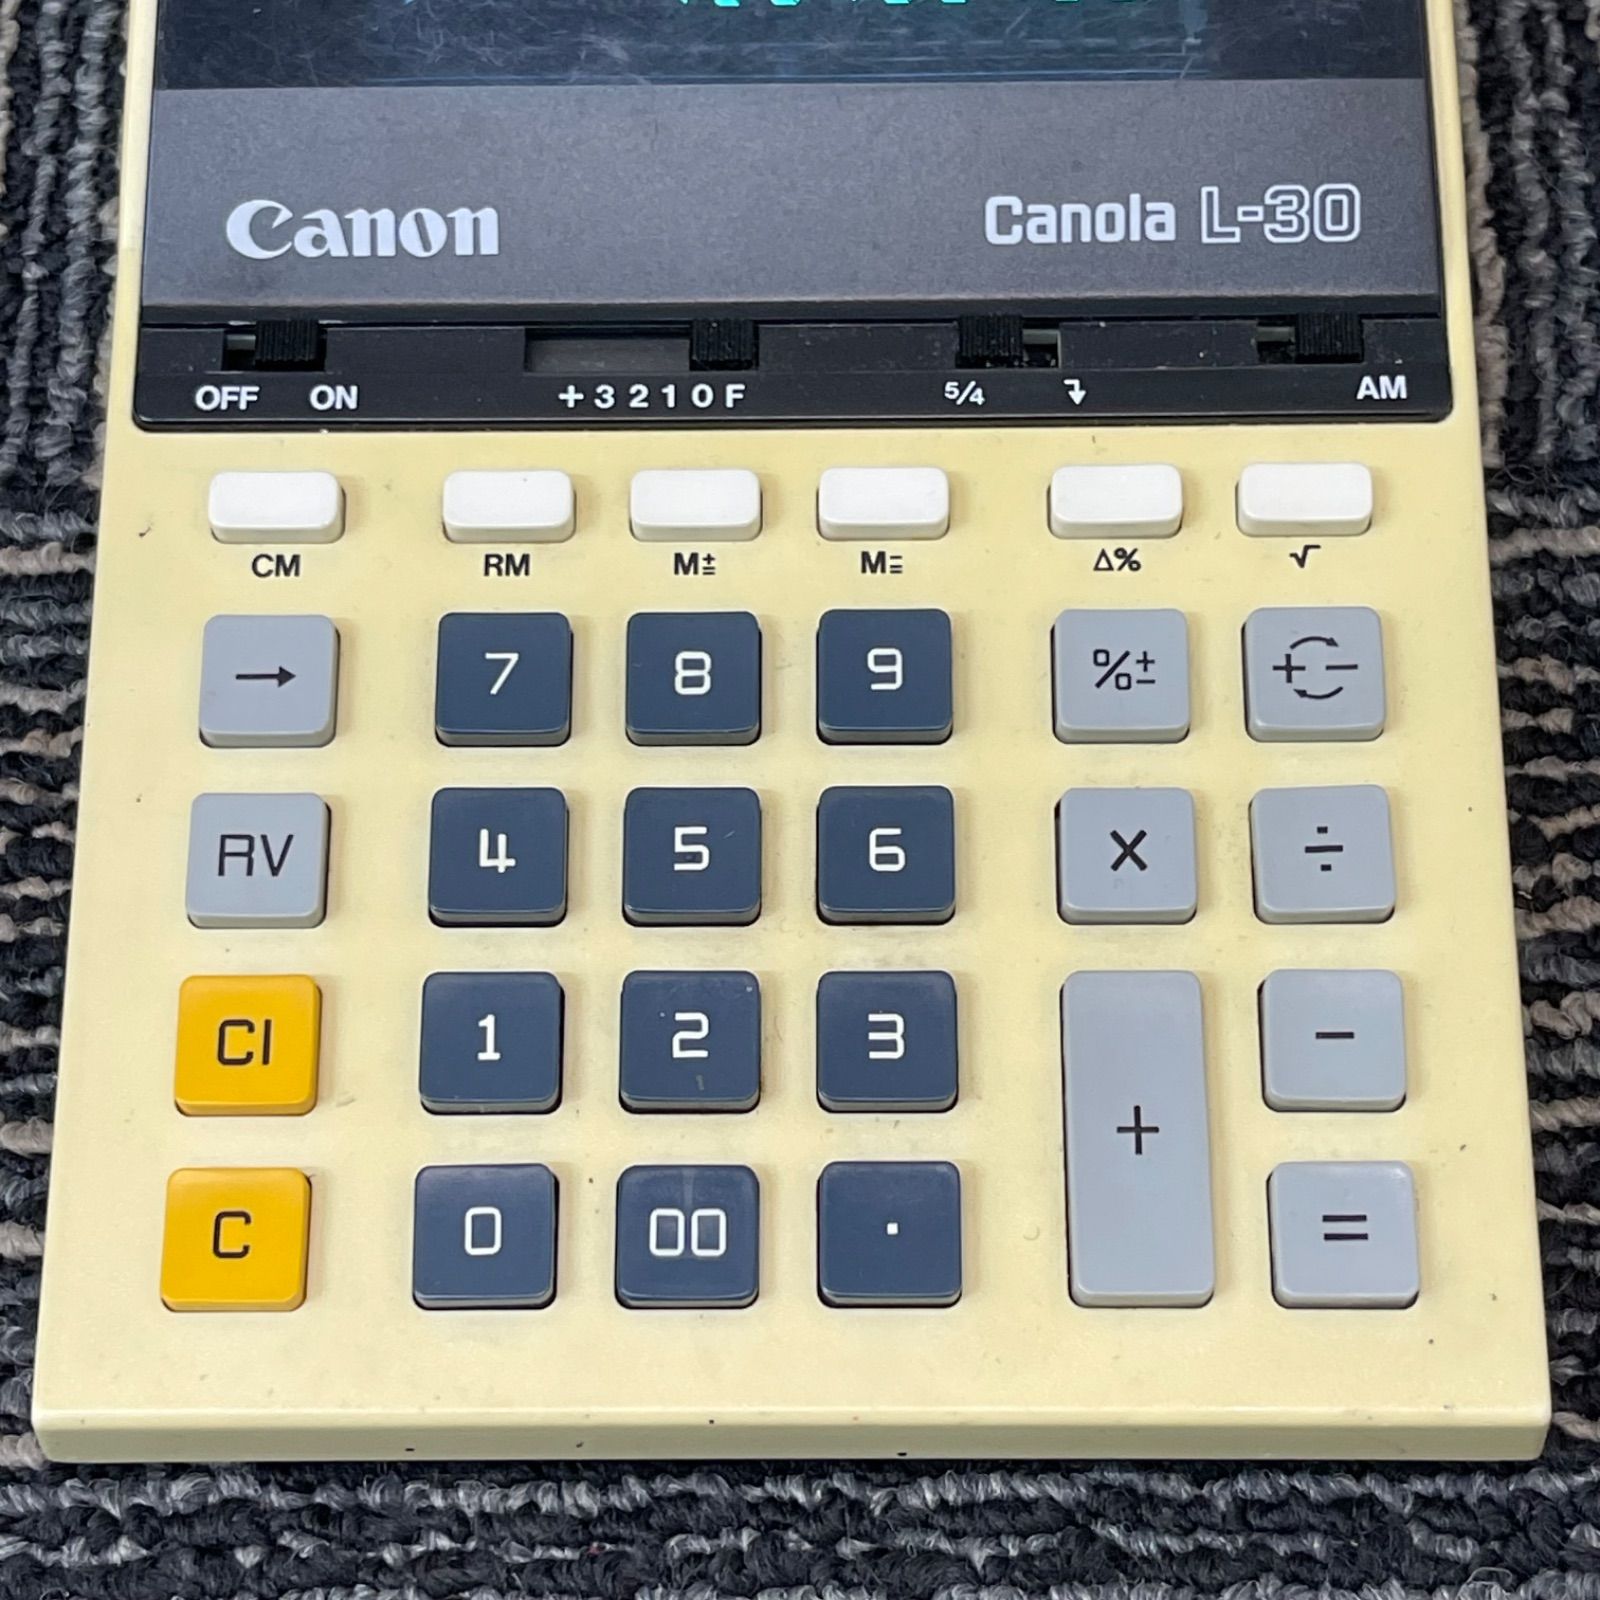 Canon Canola L-30
OFF ON +3210F 5/4 ↴ AM
CM RM M± M= Δ% √
→ 7 8 9 %± +−
RV 4 5 6 × ÷
CI 1 2 3 −
+
C 0 00 . =